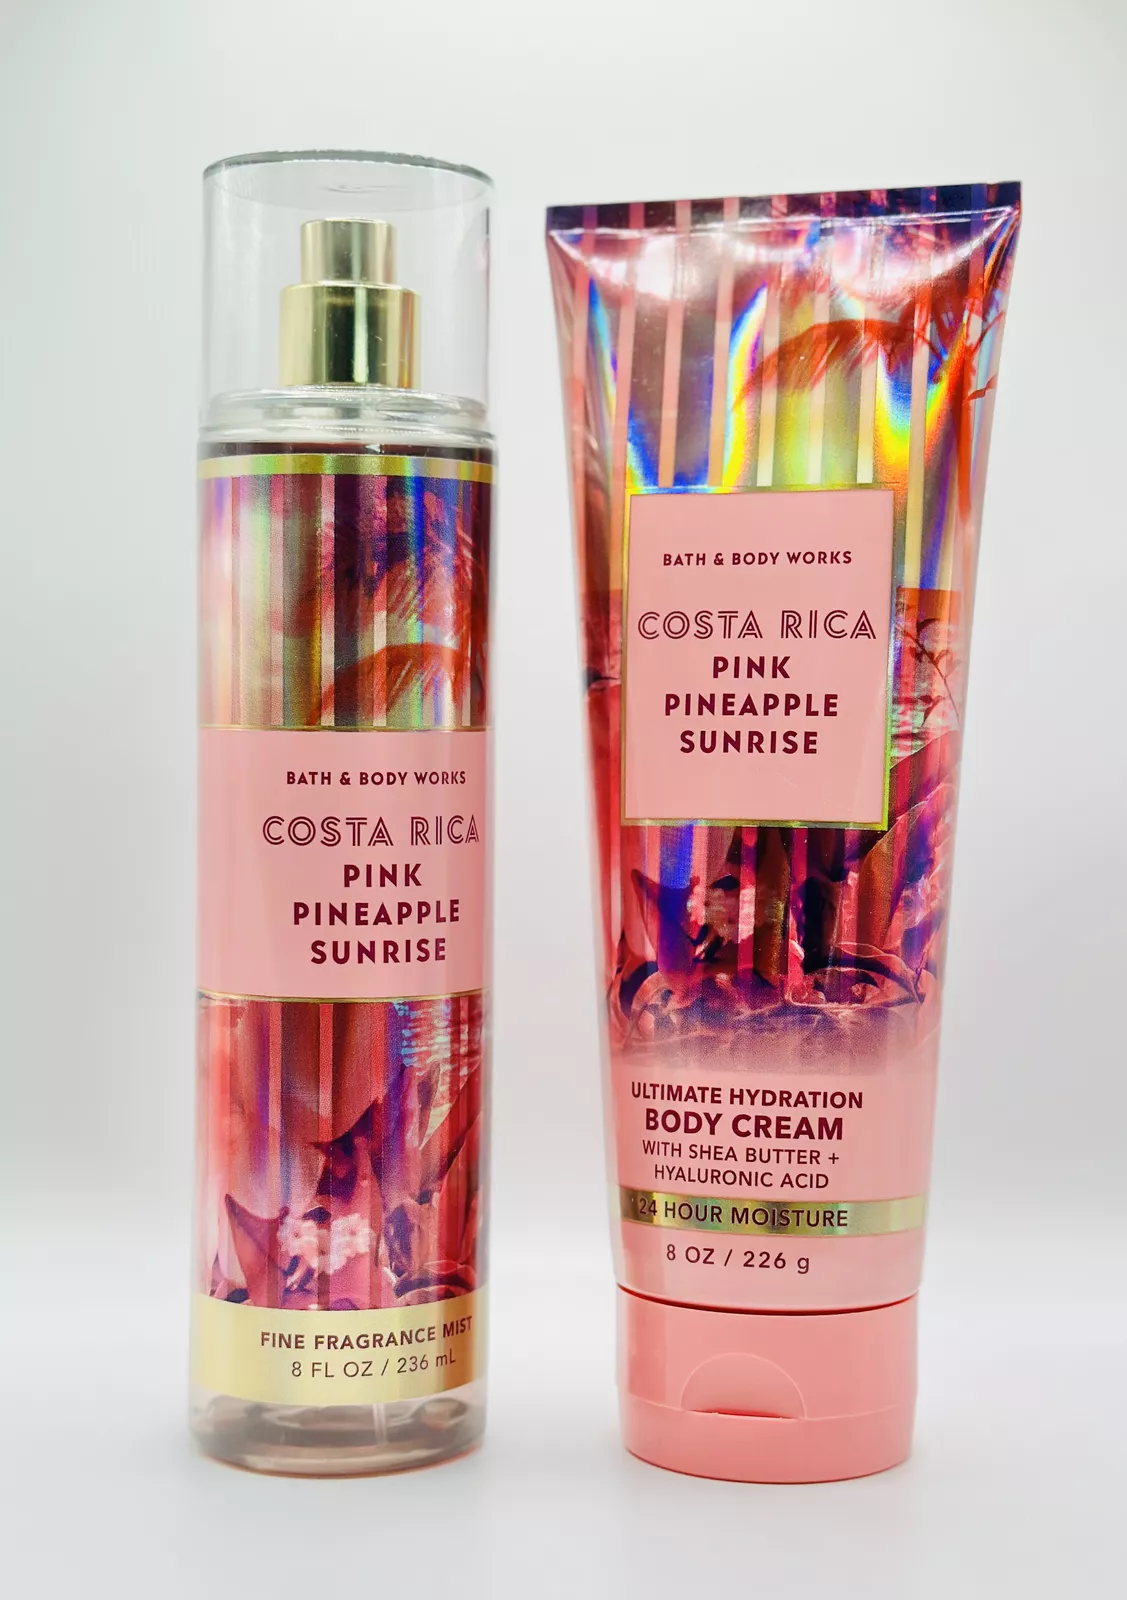 BATH & BODY WORKS
COSTA RICA
PINK
PINEAPPLE
SUNRISE
FINE FRAGRANCE MIST
8 FL OZ / 236 mL
BATH & BODY WORKS
COSTA RICA
PINK
PINEAPPLE
SUNRISE
ULTIMATE HYDRATION
BODY CREAM
WITH SHEA BUTTER +
HYALURONIC ACID
24 HOUR MOISTURE
8 OZ / 226 g